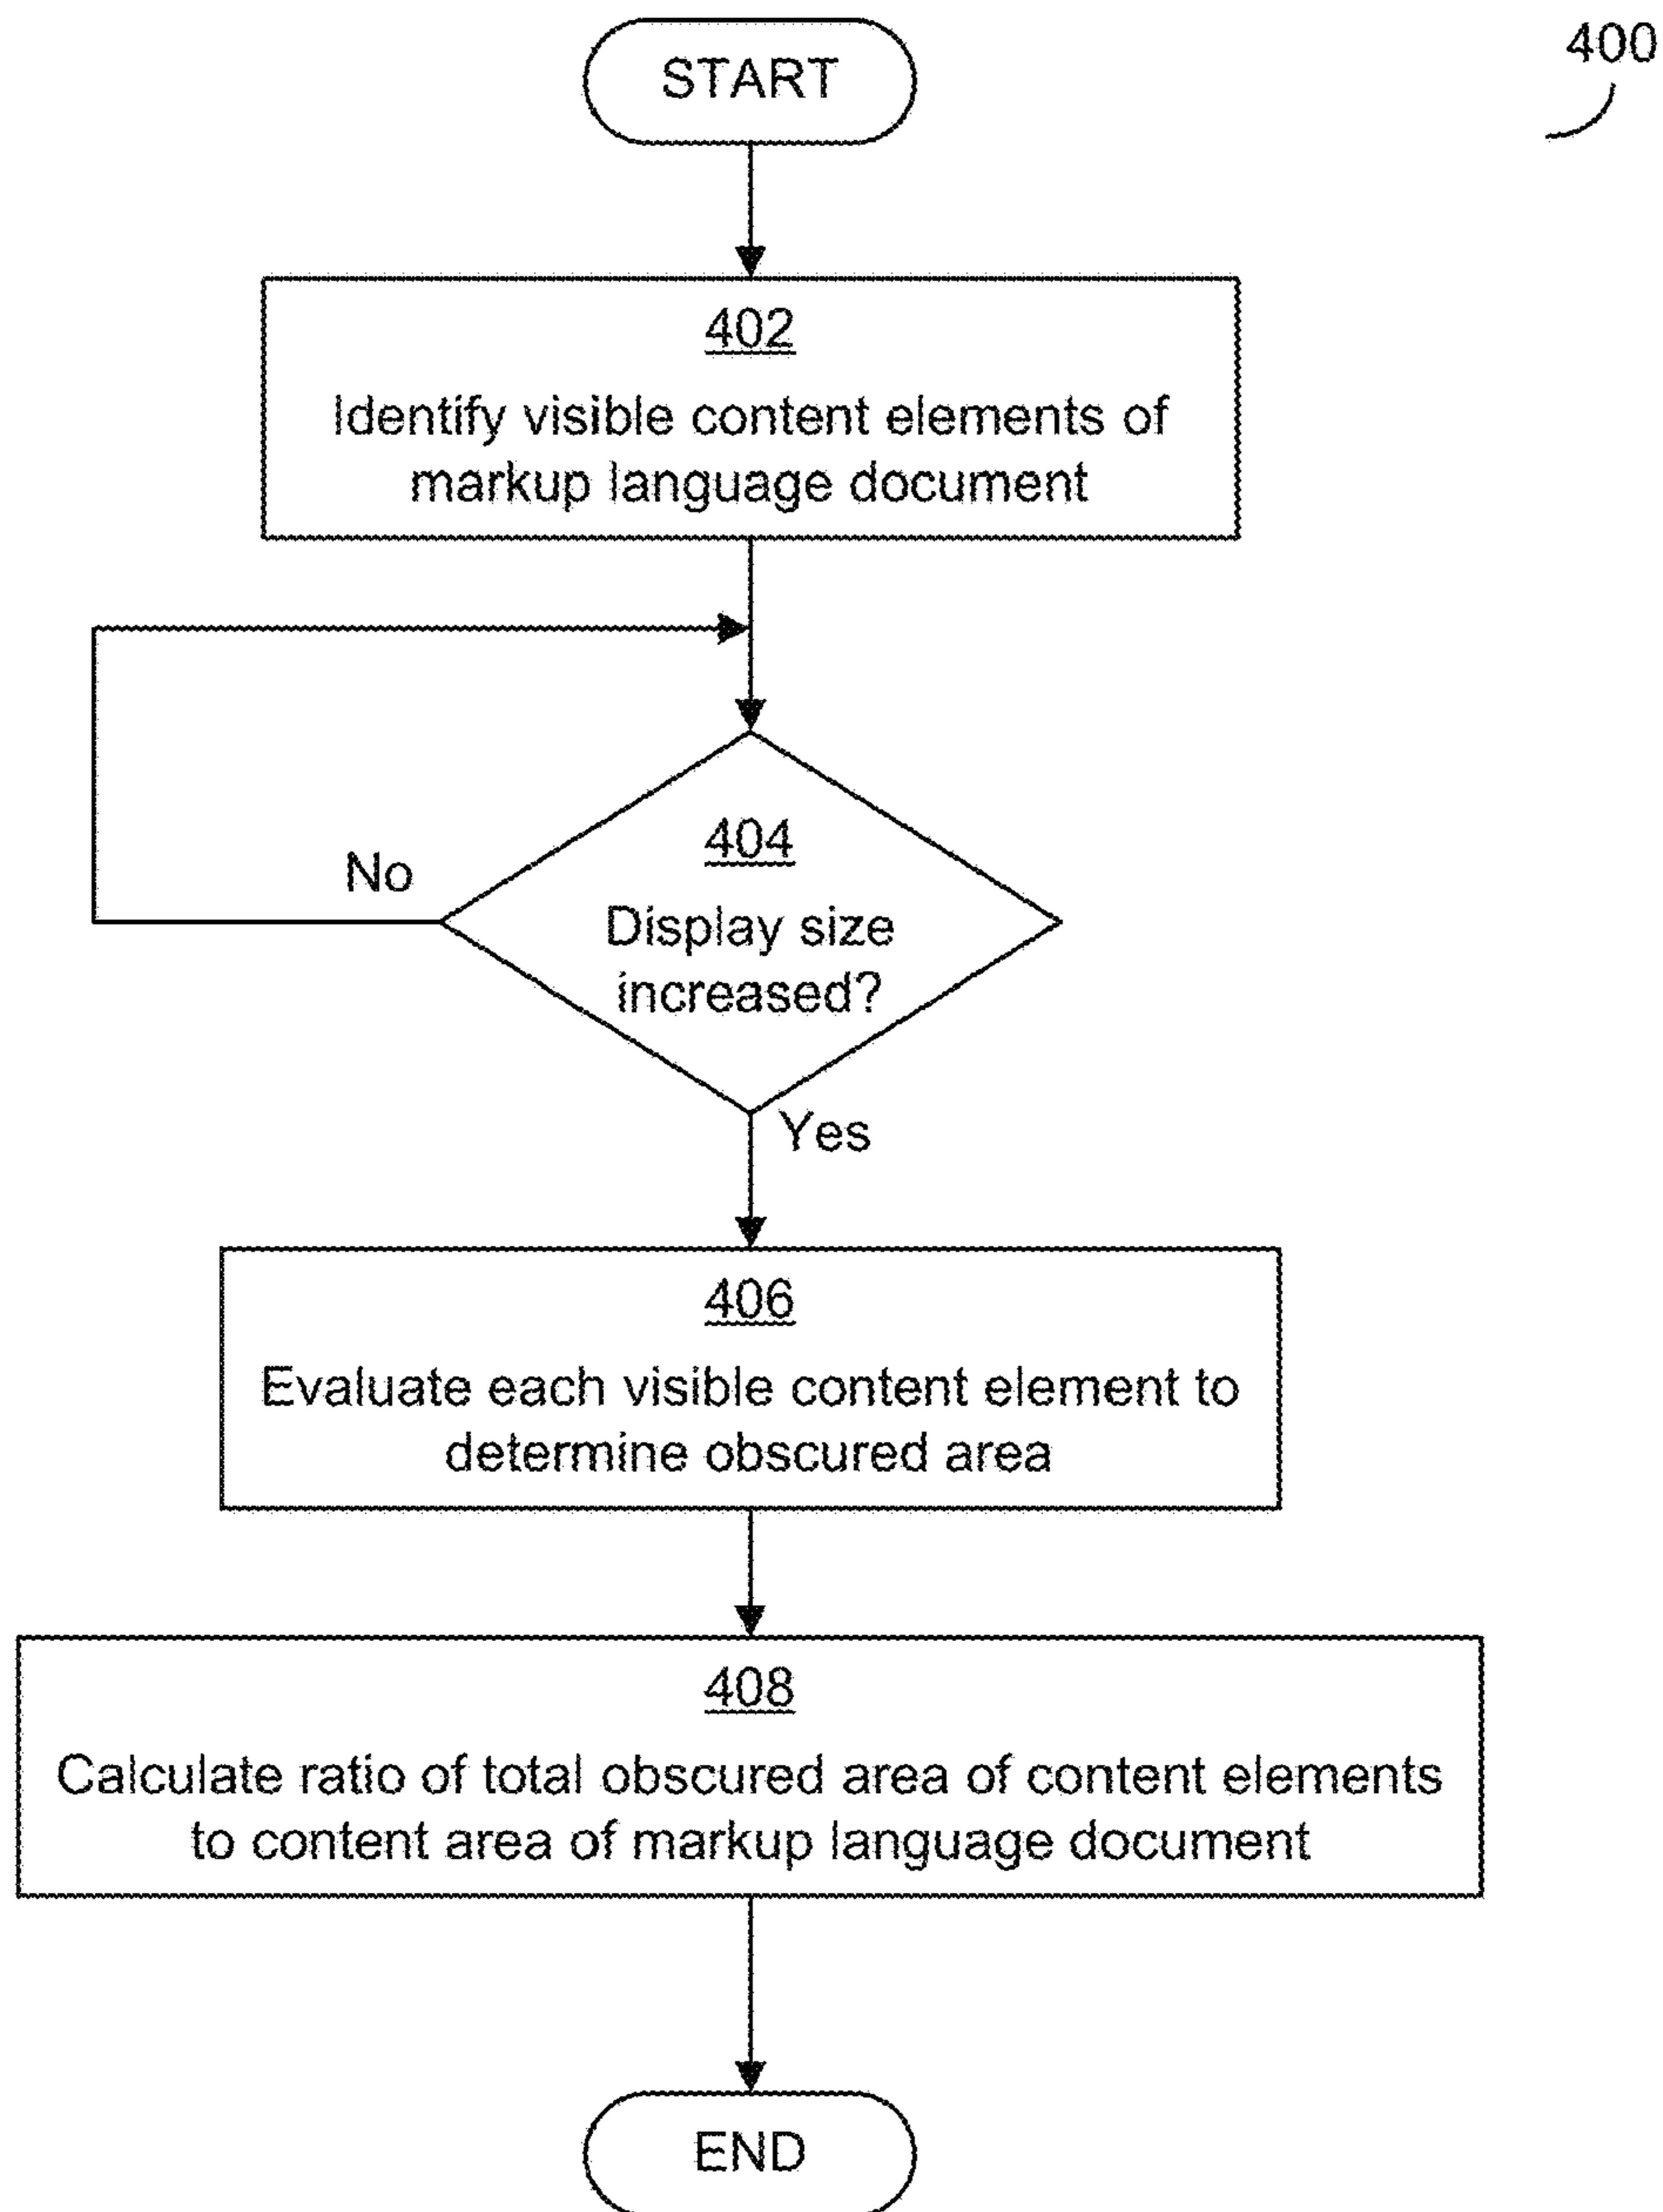 400
START
402
Identify visible content elements of
markup language document
404
Display size
increased?
No
Yes
406
Evaluate each visible content element to
determine obscured area
408
Calculate ratio of total obscured area of content elements
to content area of markup language document
END